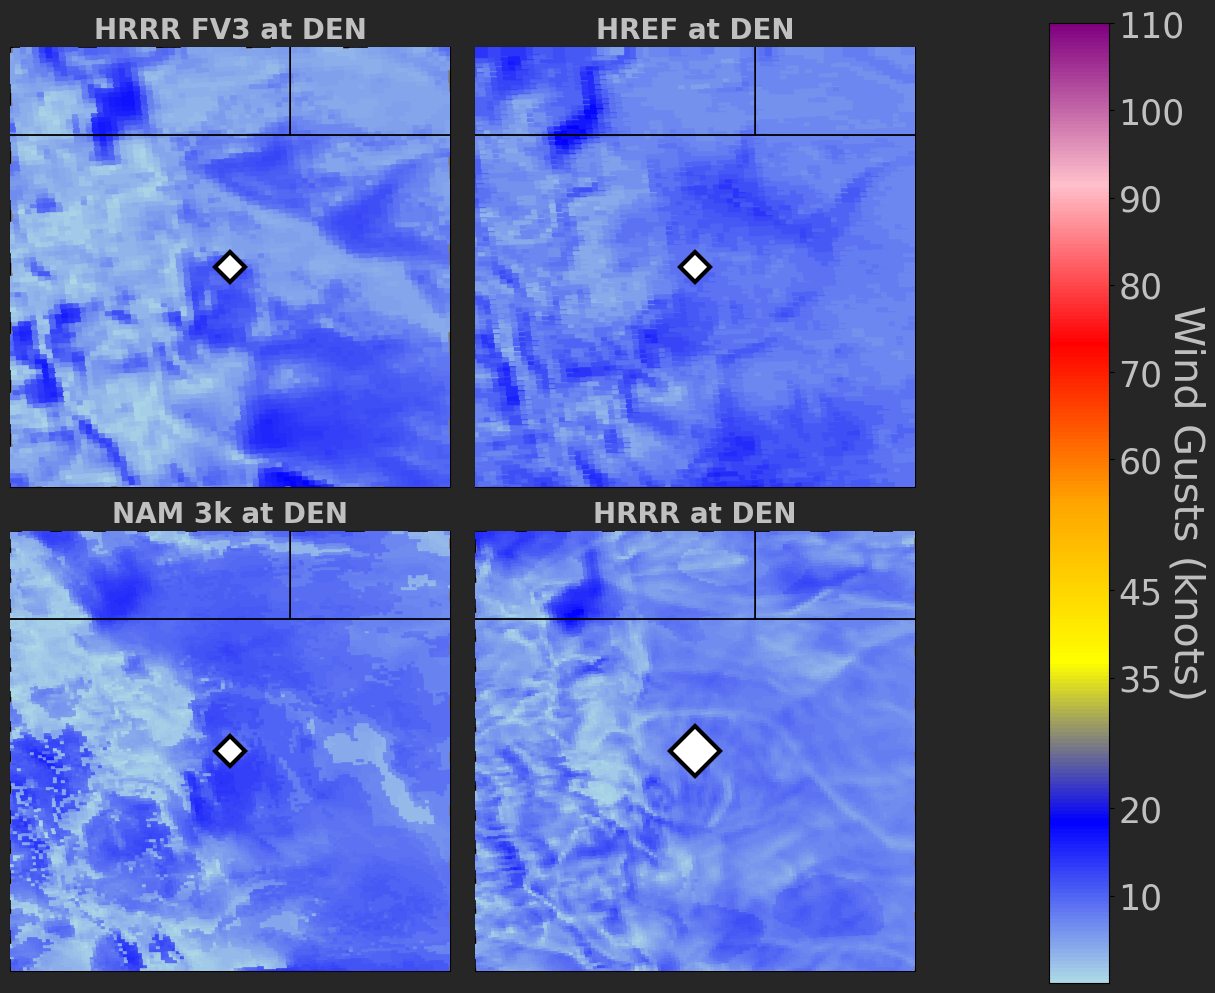 HRRR FV3 at DEN
HREF at DEN
NAM 3k at DEN
HRRR at DEN
110
100
90
80
70
60
45
35
20
10
Wind Gusts (knots)